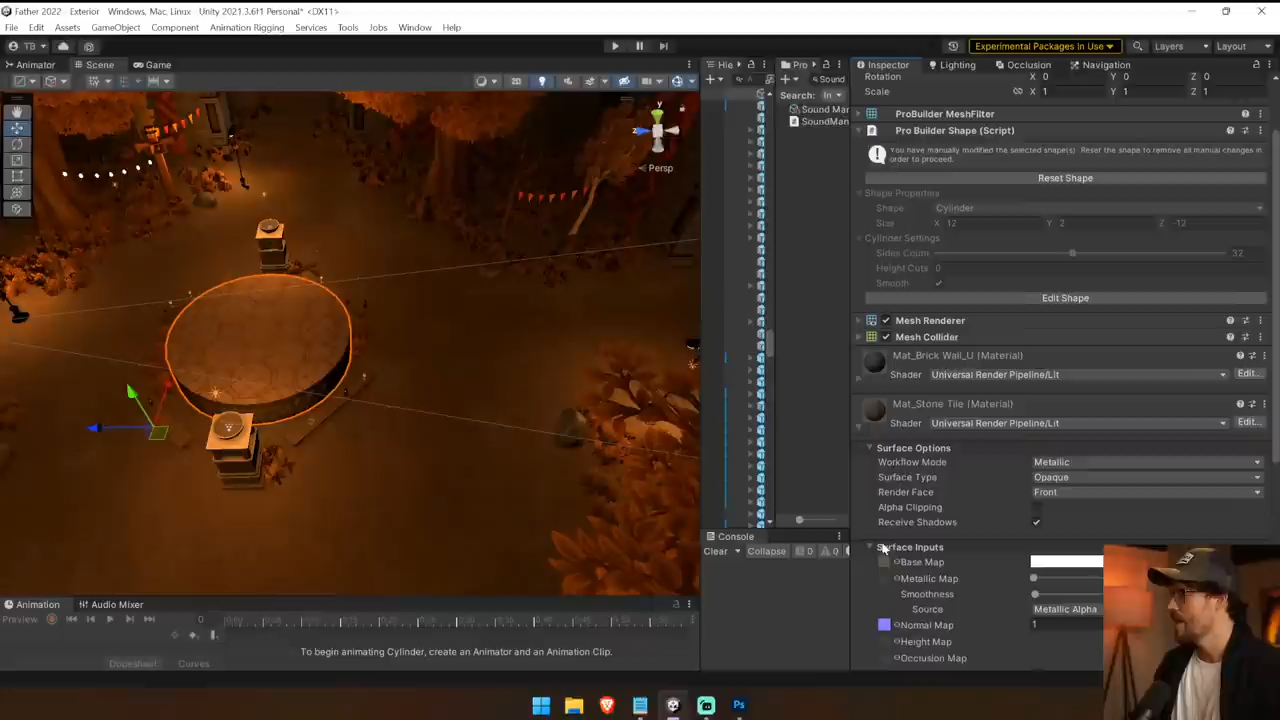 Father 2022 Exterior Windows, Mac, Linux Unity 2021.3.6f1 Personal* <DX11>
File Edit Assets GameObject Component Animation Rigging Services Tools Jobs Window Help
TB Experimental Packages In Use Layers Layout
Animator Scene Game Hie Pro Inspector Lighting Occlusion Navigation
Rotation X 0 Y 0 Z 0
Sound
Scale X 1 Y 1 Z 1
Search: In
Sound Mar
SoundMan
ProBuilder MeshFilter
Pro Builder Shape (Script)
You have manually modified the selected shape(s). Reset the shape to remove all manual changes in
order to proceed.
Persp
Reset Shape
Shape Properties
Shape Cylinder
Size X 12 Y 2 Z -12
Cylinder Settings
Sides Count 32
Height Cuts 0
Smooth
Edit Shape
Mesh Renderer
Mesh Collider
Mat_Brick Wall_U (Material)
Shader Universal Render Pipeline/Lit Edit...
Mat_Stone Tile (Material)
Shader Universal Render Pipeline/Lit Edit...
Surface Options
Workflow Mode Metallic
Surface Type Opaque
Render Face Front
Alpha Clipping
Receive Shadows
Surface Inputs
Base Map
Metallic Map
Smoothness
Source Metallic Alpha
Normal Map 1
Height Map
Occlusion Map
Console
Clear Collapse 0 0
Animation Audio Mixer
Preview 0
To begin animating Cylinder, create an Animator and an Animation Clip.
Dopesheet Curves
Ps